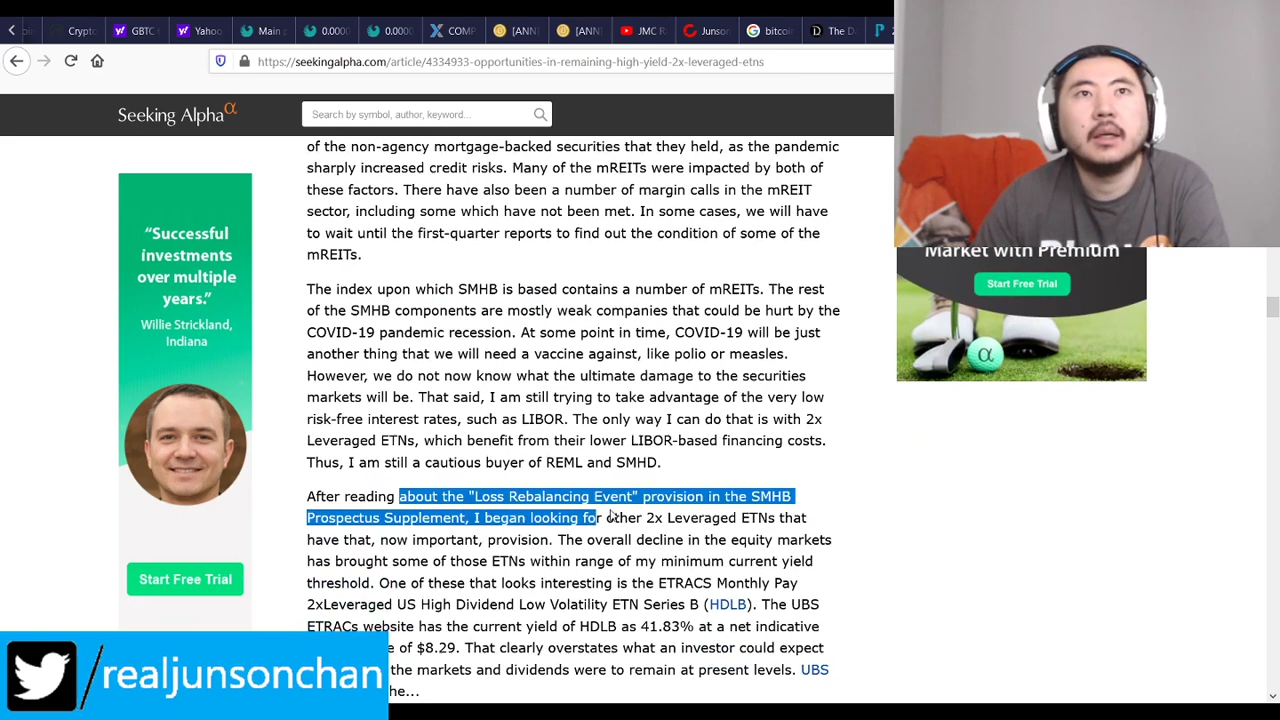 Crypto
GBTC
Yahoo
Main p
0.0000
0.0000
COMP
[ANN
[ANN
JMC R
Junson
bitcoi
The D
https://seekingalpha.com/article/4334933-opportunities-in-remaining-high-yield-2x-leveraged-etns
Seeking Alphaα
Search by symbol, author, keyword...
of the non-agency mortgage-backed securities that they held, as the pandemic
sharply increased credit risks. Many of the mREITs were impacted by both of
these factors. There have also been a number of margin calls in the mREIT
sector, including some which have not been met. In some cases, we will have
to wait until the first-quarter reports to find out the condition of some of the
mREITs.
The index upon which SMHB is based contains a number of mREITs. The rest
of the SMHB components are mostly weak companies that could be hurt by the
COVID-19 pandemic recession. At some point in time, COVID-19 will be just
another thing that we will need a vaccine against, like polio or measles.
However, we do not now know what the ultimate damage to the securities
markets will be. That said, I am still trying to take advantage of the very low
risk-free interest rates, such as LIBOR. The only way I can do that is with 2x
Leveraged ETNs, which benefit from their lower LIBOR-based financing costs.
Thus, I am still a cautious buyer of REML and SMHD.
After reading about the "Loss Rebalancing Event" provision in the SMHB
Prospectus Supplement, I began looking for other 2x Leveraged ETNs that
have that, now important, provision. The overall decline in the equity markets
has brought some of those ETNs within range of my minimum current yield
threshold. One of these that looks interesting is the ETRACS Monthly Pay
2xLeveraged US High Dividend Low Volatility ETN Series B (HDLB). The UBS
ETRACs website has the current yield of HDLB as 41.83% at a net indicative
e of $8.29. That clearly overstates what an investor could expect
the markets and dividends were to remain at present levels. UBS
he...
“Successful
investments
over multiple
years.”
Willie Strickland,
Indiana
Start Free Trial
Market with Premium
Start Free Trial
α
/realjunsonchan